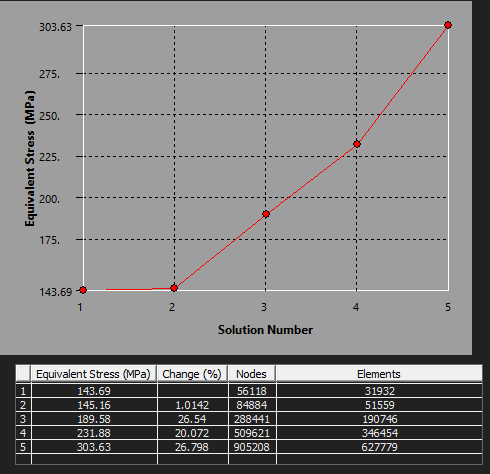 303.63
275.
250.
225.
200.
175.
143.69
Equivalent Stress (MPa)
1 2 3 4 5
Solution Number
Equivalent Stress (MPa) Change (%) Nodes Elements
1 143.69 56118 31932
2 145.16 1.0142 84884 51559
3 189.58 26.54 288441 190746
4 231.88 20.072 509621 346454
5 303.63 26.798 905208 627779